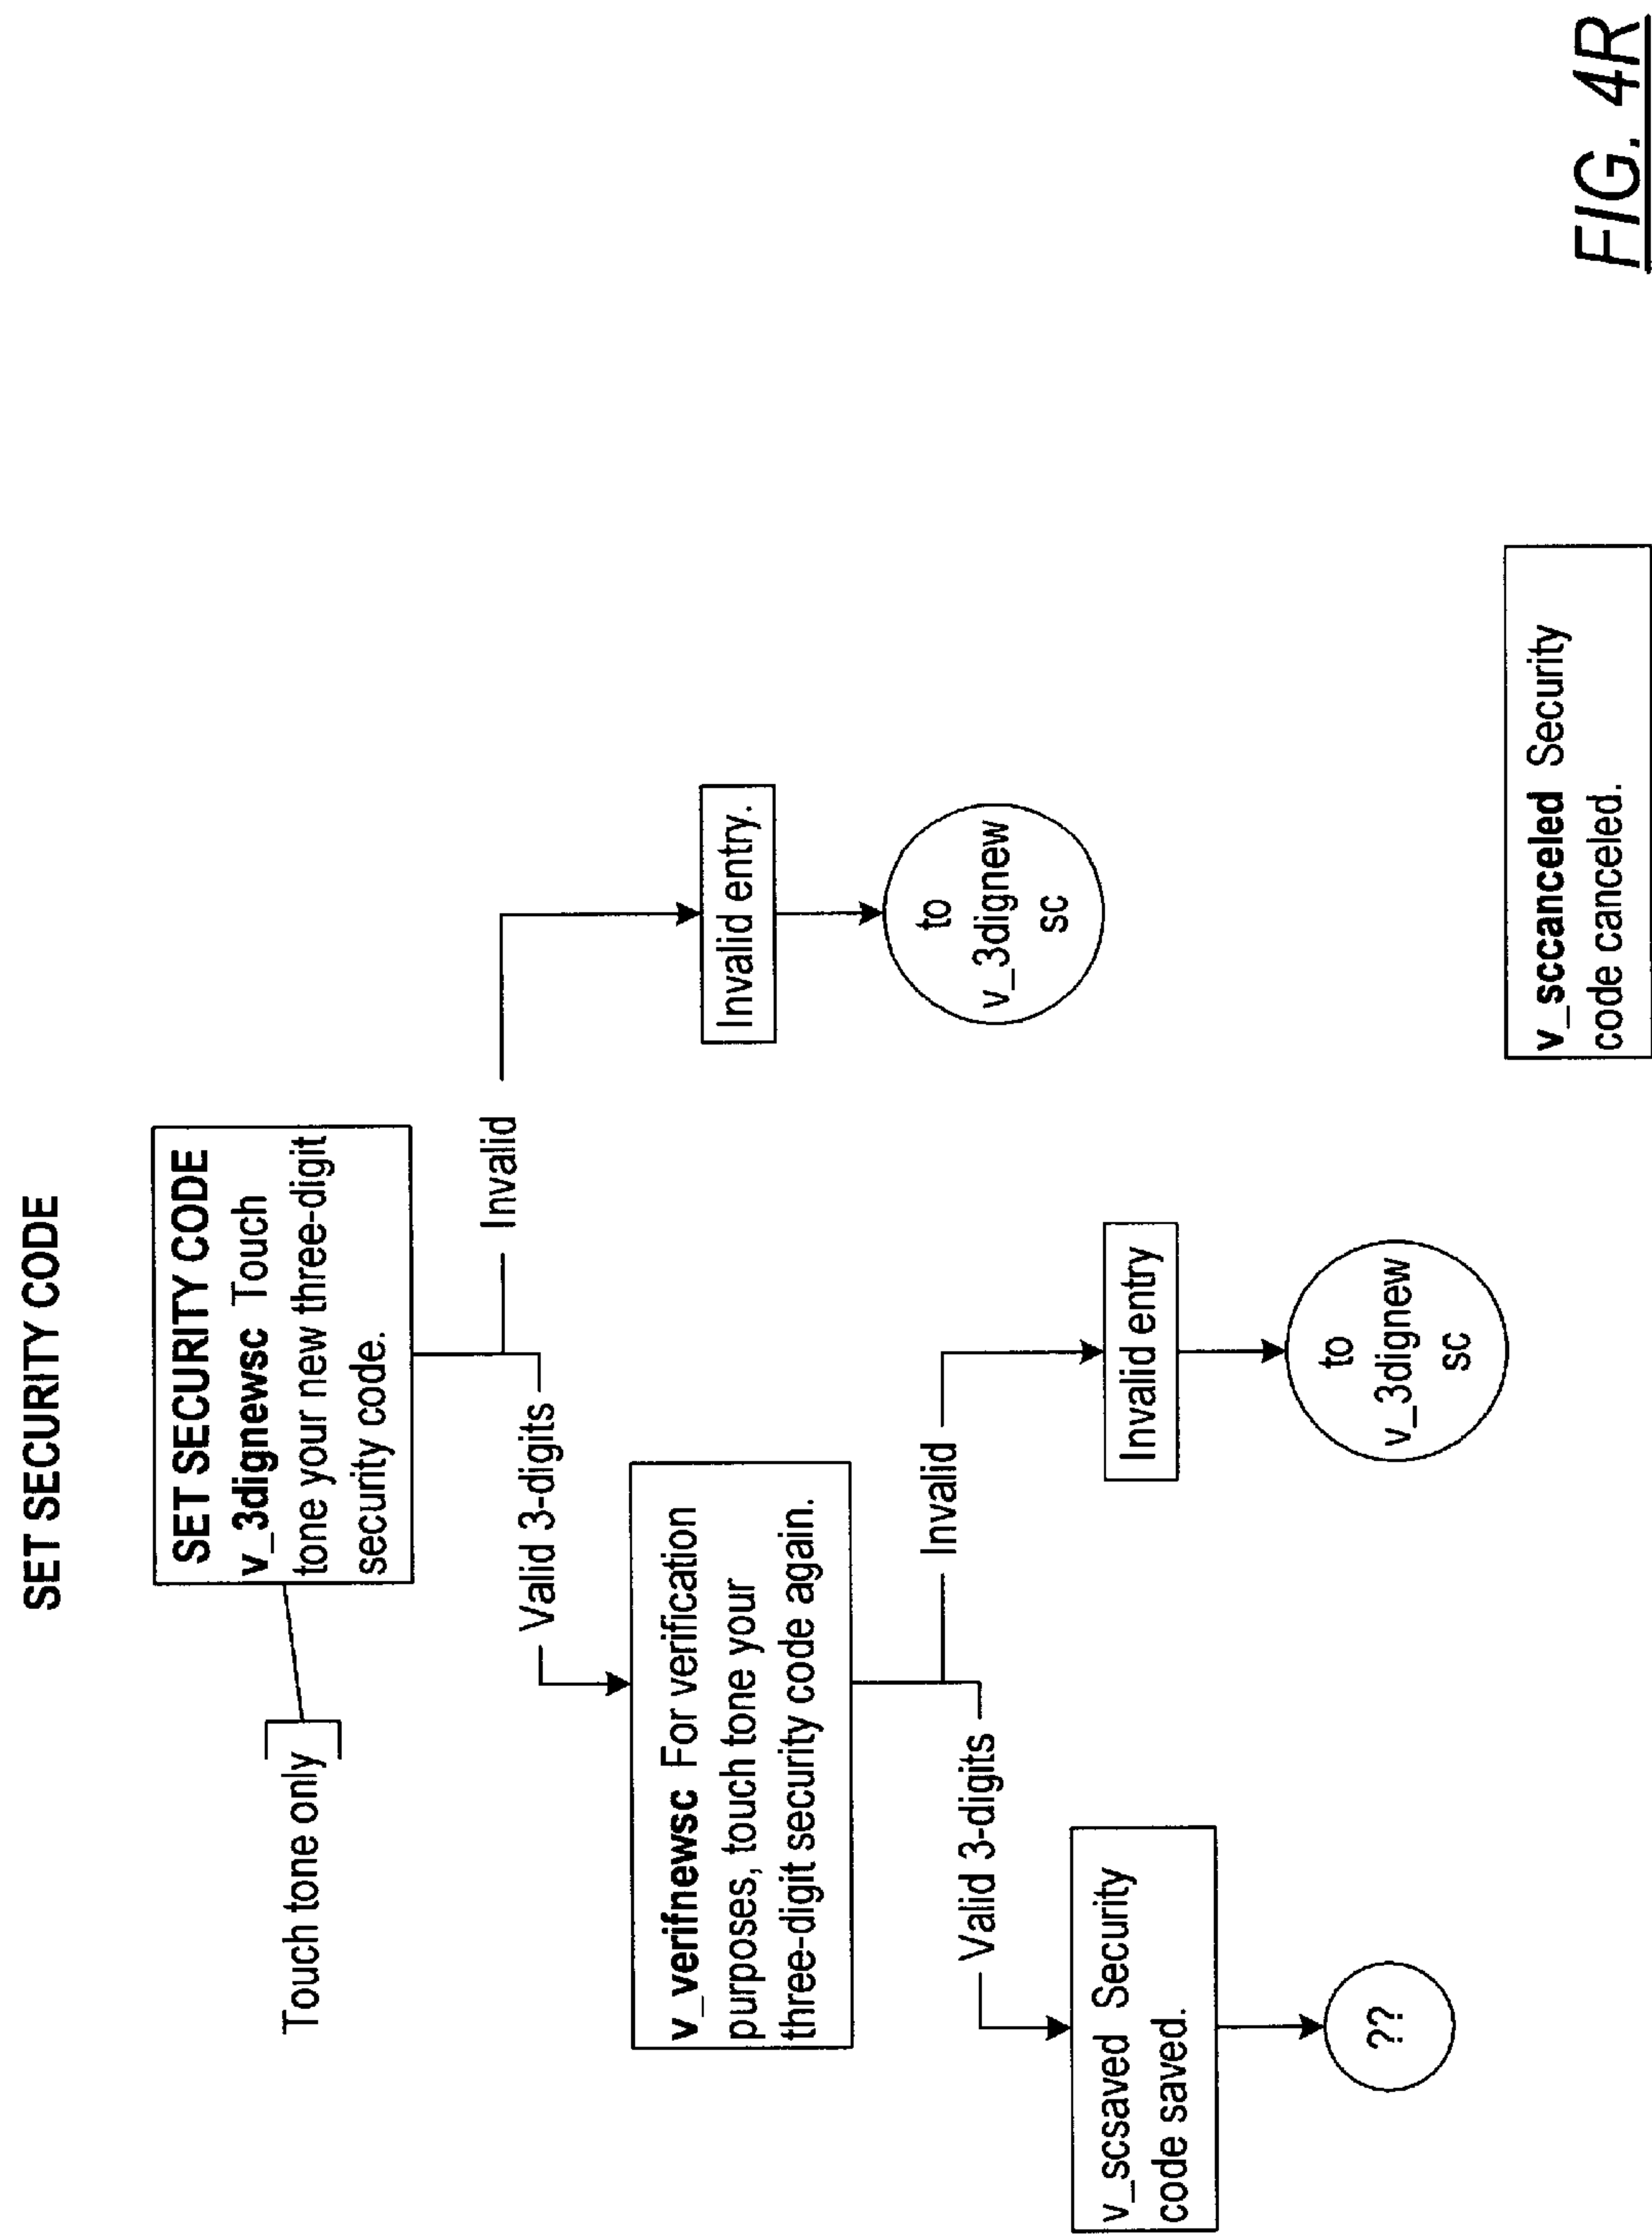 SET SECURITY CODE
SET SECURITY CODE
v_3dignewsc Touch
tone your new three-digit
security code.
Touch tone only
Valid 3-digits
Invalid
v_verifnewsc For verification
purposes, touch tone your
three-digit security code again.
Invalid entry.
to
v_3dignew
sc
Valid 3-digits
Invalid
v_scsaved Security
code saved.
??
Invalid entry
to
v_3dignew
sc
v_sccanceled Security
code canceled.
FIG. 4R